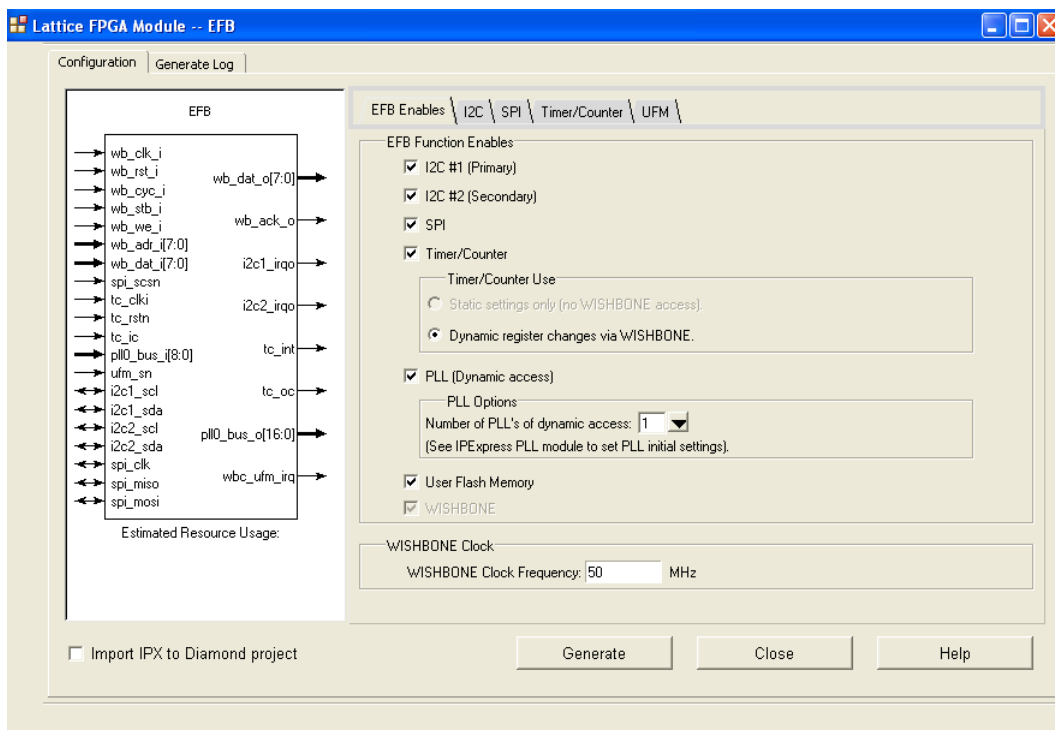 Lattice FPGA Module -- EFB
Configuration
Generate Log
EFB
wb_clk_i
wb_rst_i
wb_cyc_i
wb_stb_i
wb_we_i
wb_adr_i[7:0]
wb_dat_i[7:0]
spi_scsn
tc_clki
tc_rstn
tc_ic
pll0_bus_i[8:0]
ufm_sn
i2c1_scl
i2c1_sda
i2c2_scl
i2c2_sda
spi_clk
spi_miso
spi_mosi
wb_dat_o[7:0]
wb_ack_o
i2c1_irqo
i2c2_irqo
tc_int
tc_oc
pll0_bus_o[16:0]
wbc_ufm_irq
Estimated Resource Usage:
EFB Enables
I2C
SPI
Timer/Counter
UFM
EFB Function Enables
I2C #1 (Primary)
I2C #2 (Secondary)
SPI
Timer/Counter
Timer/Counter Use
Static settings only (no WISHBONE access).
Dynamic register changes via WISHBONE.
PLL (Dynamic access)
PLL Options
Number of PLL's of dynamic access: 1
(See IPExpress PLL module to set PLL initial settings).
User Flash Memory
WISHBONE
WISHBONE Clock
WISHBONE Clock Frequency: 50 MHz
Import IPX to Diamond project
Generate
Close
Help